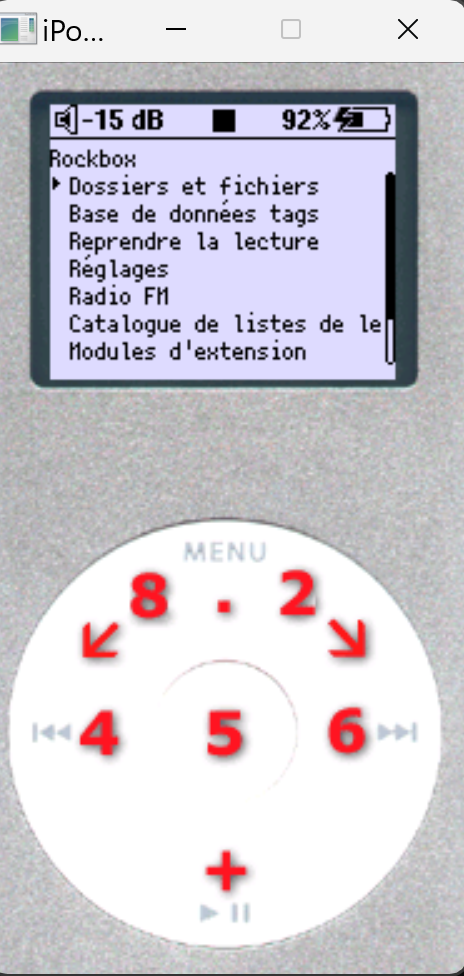 iPo...
-15 dB 92%
Rockbox
Dossiers et fichiers
Base de données tags
Reprendre la lecture
Réglages
Radio FM
Catalogue de listes de le
Modules d'extension
MENU
8 . 2
4 5 6
+